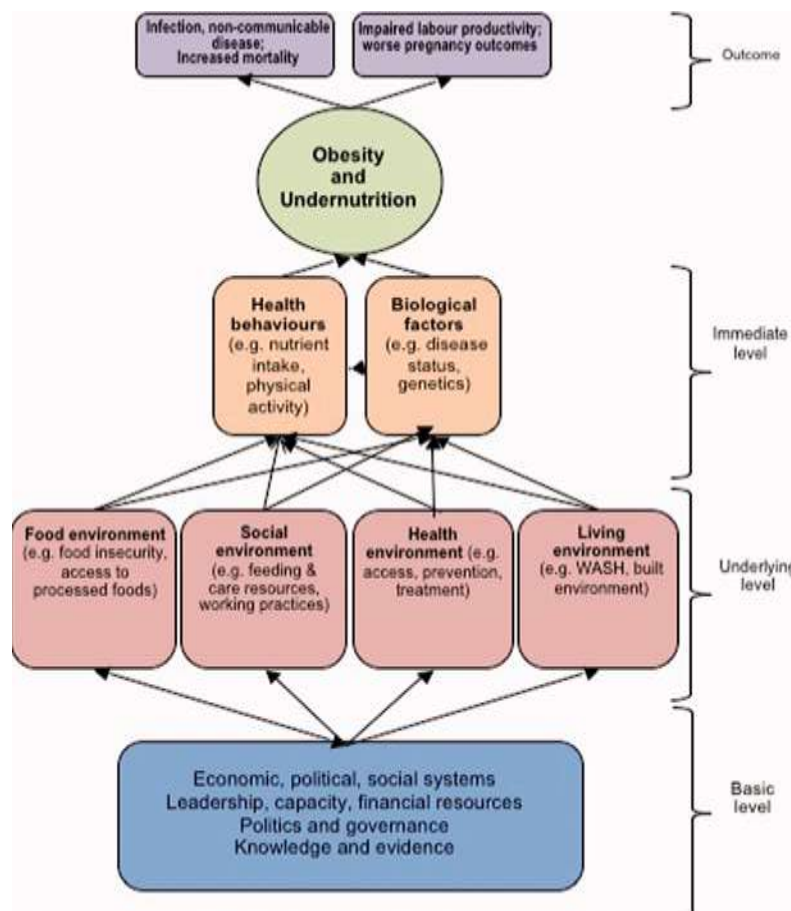 Infection, non-communicable
disease;
Increased mortality
Impaired labour productivity;
worse pregnancy outcomes
Outcome
Obesity
and
Undernutrition
Health
behaviours
(e.g. nutrient
intake,
physical
activity)
Biological
factors
(e.g. disease
status,
genetics)
Immediate
level
Food environment
(e.g. food insecurity,
access to
processed foods)
Social
environment
(e.g. feeding &
care resources,
working practices)
Health
environment (e.g.
access, prevention,
treatment)
Living
environment
(e.g. WASH, built
environment)
Underlying
level
Economic, political, social systems
Leadership, capacity, financial resources
Politics and governance
Knowledge and evidence
Basic
level